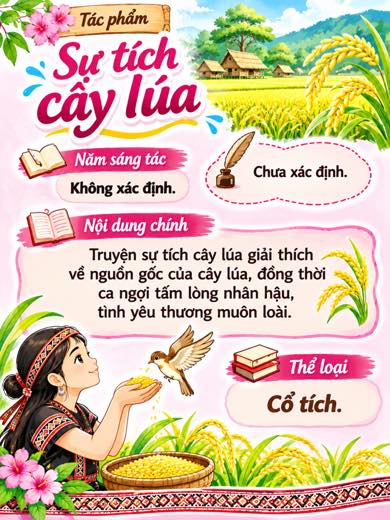 Tác phẩm
Sự tích
cây lúa
Năm sáng tác
Không xác định.
Chưa xác định.
Nội dung chính
Truyện sự tích cây lúa giải thích
về nguồn gốc của cây lúa, đồng thời
ca ngợi tấm lòng nhân hậu,
tình yêu thương muôn loài.
Thể loại
Cổ tích.